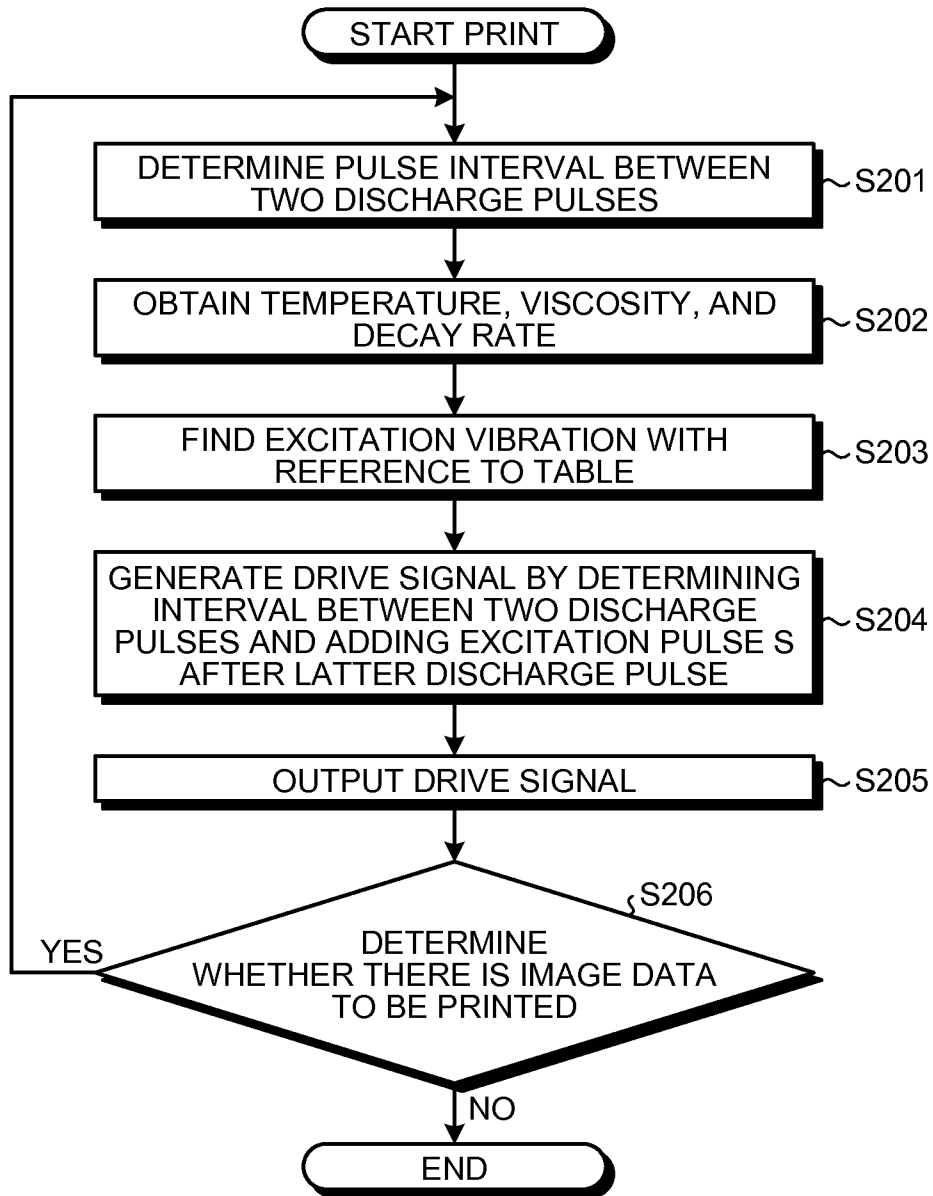 START PRINT
DETERMINE PULSE INTERVAL BETWEEN
TWO DISCHARGE PULSES
S201
OBTAIN TEMPERATURE, VISCOSITY, AND
DECAY RATE
S202
FIND EXCITATION VIBRATION WITH
REFERENCE TO TABLE
S203
GENERATE DRIVE SIGNAL BY DETERMINING
INTERVAL BETWEEN TWO DISCHARGE
PULSES AND ADDING EXCITATION PULSE S
AFTER LATTER DISCHARGE PULSE
S204
OUTPUT DRIVE SIGNAL
S205
S206
YES
DETERMINE
WHETHER THERE IS IMAGE DATA
TO BE PRINTED
NO
END